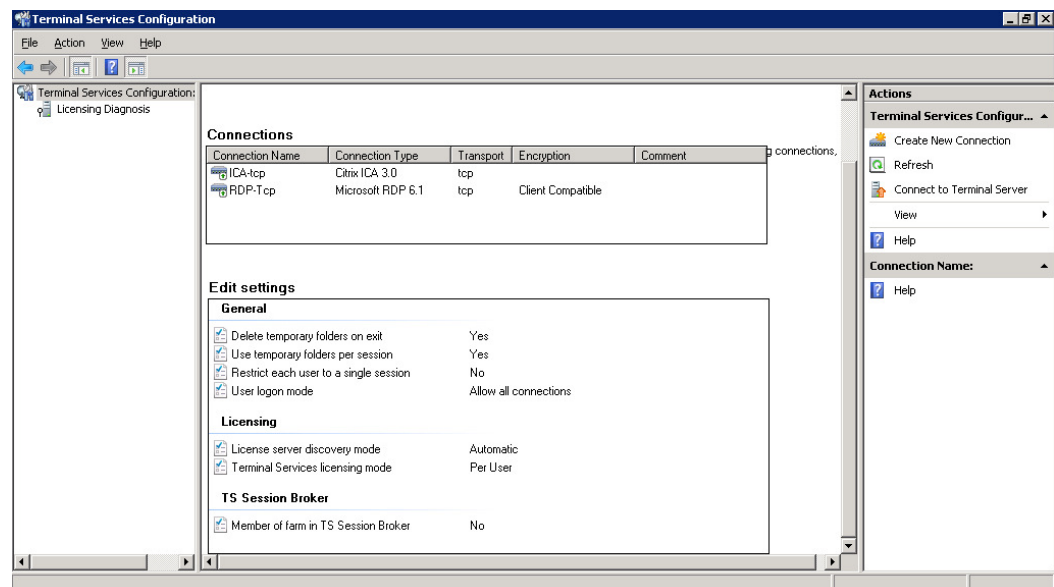 Terminal Services Configuration
File Action View Help
Terminal Services Configuration:
Licensing Diagnosis
Connections
g connections,
Connection Name Connection Type Transport Encryption Comment
ICA-tcp Citrix ICA 3.0 tcp
RDP-Tcp Microsoft RDP 6.1 tcp Client Compatible
Edit settings
General
Delete temporary folders on exit Yes
Use temporary folders per session Yes
Restrict each user to a single session No
User logon mode Allow all connections
Licensing
License server discovery mode Automatic
Terminal Services licensing mode Per User
TS Session Broker
Member of farm in TS Session Broker No
Actions
Terminal Services Configur...
Create New Connection
Refresh
Connect to Terminal Server
View
Help
Connection Name:
Help